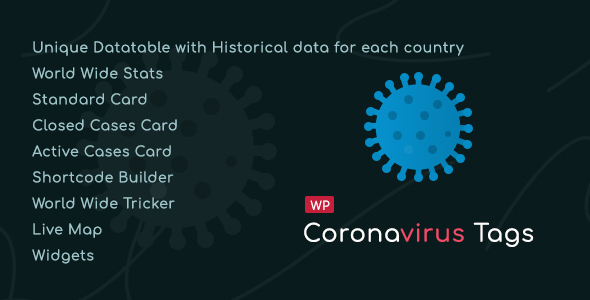 Unique Datatable with Historical data for each country
World Wide Stats
Standard Card
Closed Cases Card
Active Cases Card
Shortcode Builder
World Wide Tricker
Live Map
Widgets
WP
Coronavirus Tags